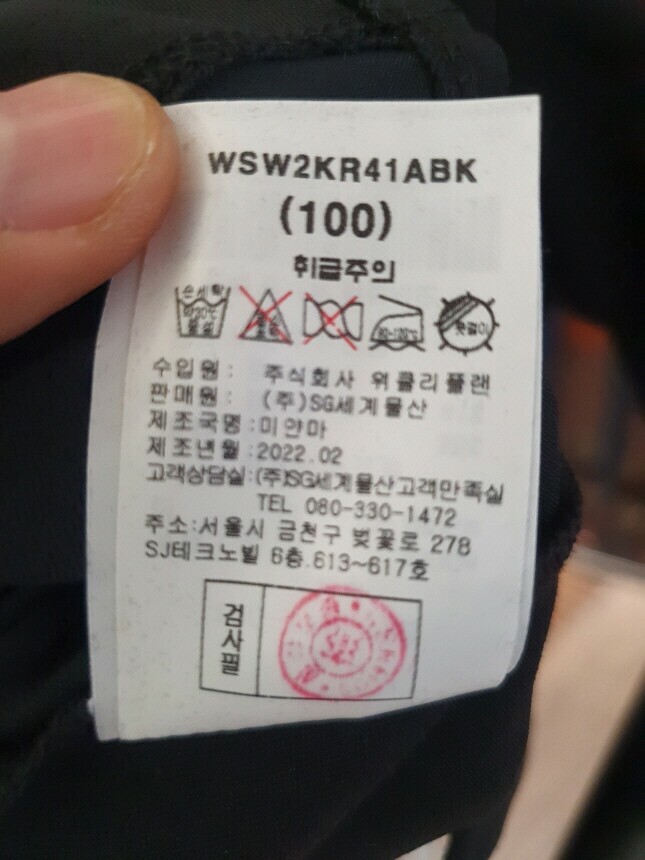 WSW2KR41ABK
(100)
취급주의
손세탁
약30℃
중성
80~120℃
옷걸이
수입원 : 주식회사 위클리플랜
판매원 : (주)SG세계물산
제조국명 : 미얀마
제조년월 : 2022.02
고객상담실 : (주)SG세계물산고객만족실
TEL 080-330-1472
주소 : 서울시 금천구 벚꽃로 278
SJ테크노빌 6층.613~617호
검사필